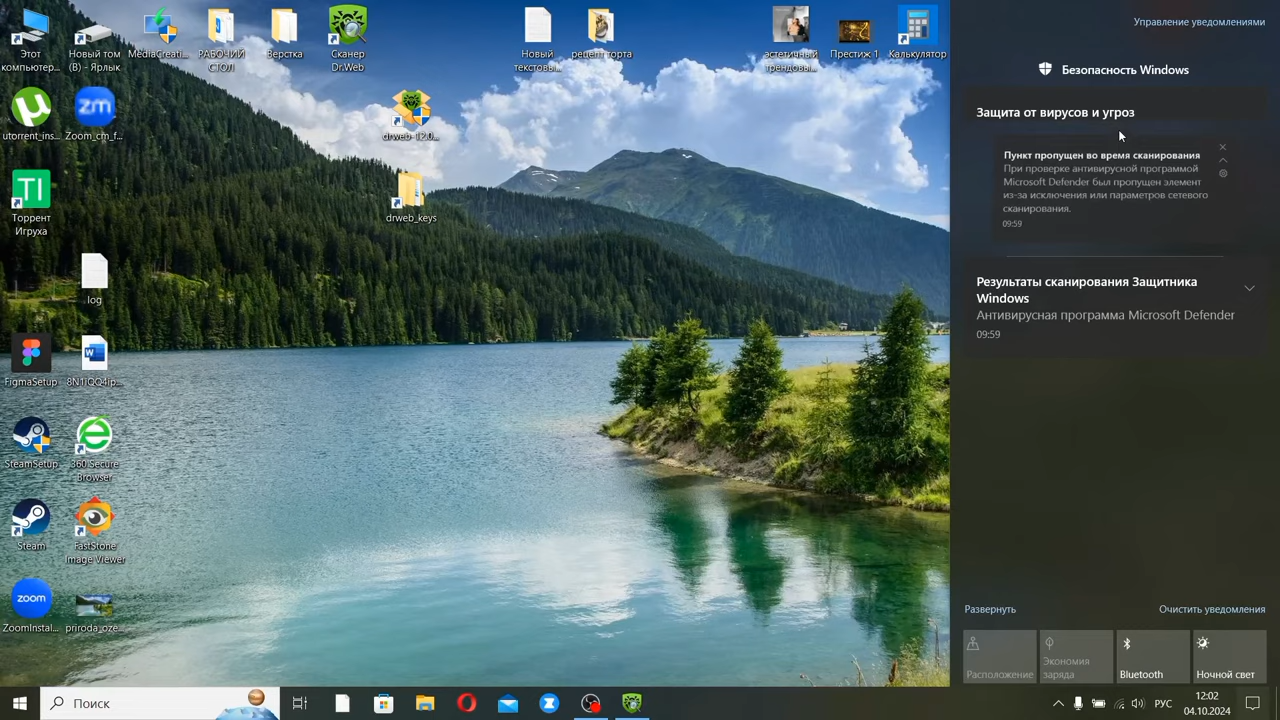 Этот
компьютер...
Новый том
(B) - Ярлык
MediaCreati...
РАБОЧИЙ
СТОЛ
Верстка
Сканер
Dr.Web
Новый
текстовы...
рецепт торта
эстетичный
трендовы...
Престиж 1
Калькулятор
utorrent_ins...
Zoom_cm_f...
drweb-12.0...
Торрент
Игруха
drweb_keys
log
FigmaSetup
8N1iQQ4ip...
SteamSetup
360 Secure
Browser
Steam
FastStone
Image Viewer
zoom
ZoomInstal...
priroda_oze...
Управление уведомлениями
Безопасность Windows
Защита от вирусов и угроз
Пункт пропущен во время сканирования
При проверке антивирусной программой
Microsoft Defender был пропущен элемент
из-за исключения или параметров сетевого
сканирования.
09:59
Результаты сканирования Защитника
Windows
Антивирусная программа Microsoft Defender
09:59
Развернуть
Очистить уведомления
Расположение
Экономия
заряда
Bluetooth
Ночной свет
Поиск
РУС
12:02
04.10.2024